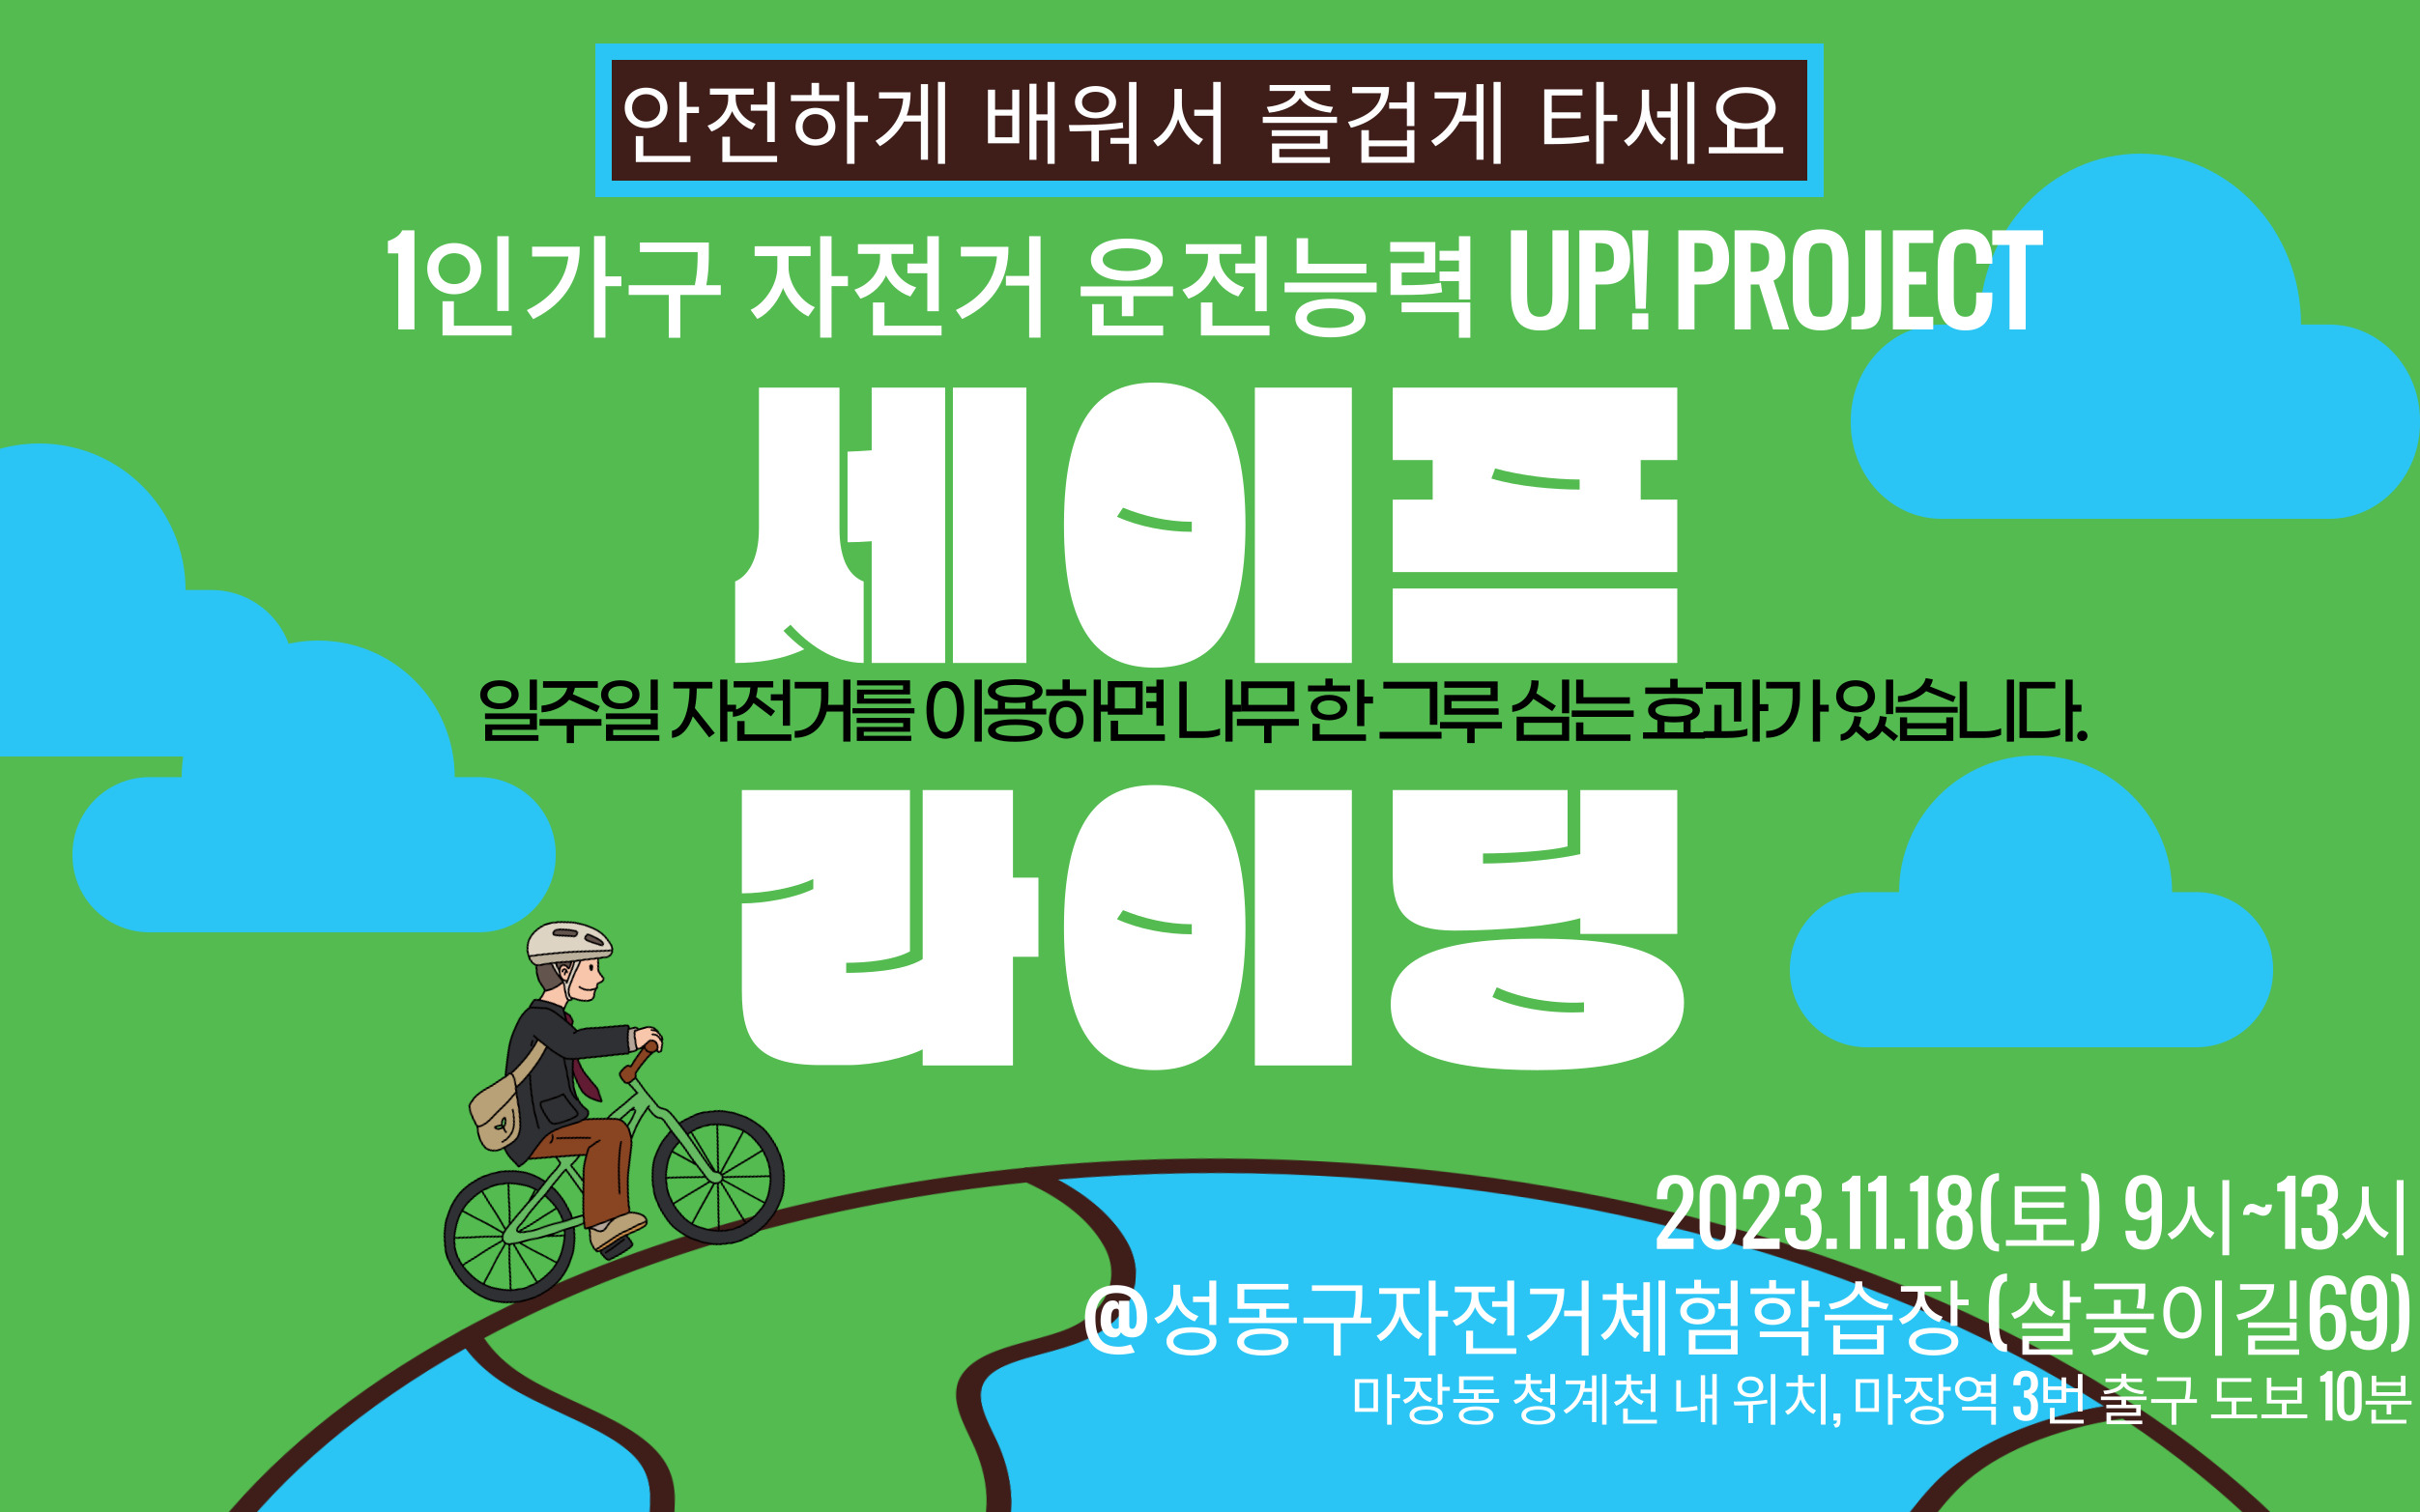 안전하게 배워서 즐겁게 타세요
1인가구 자전거 운전능력 UP! PROJECT
세이프
일주일 자전거를 이용하면 나무 한 그루 심는 효과가 있습니다.
라이딩
2023.11.18(토) 9시~13시
@성동구자전거체험학습장 (살곶이길69)
마장동 청계천 내 위치, 마장역 3번 출구 도보 10분